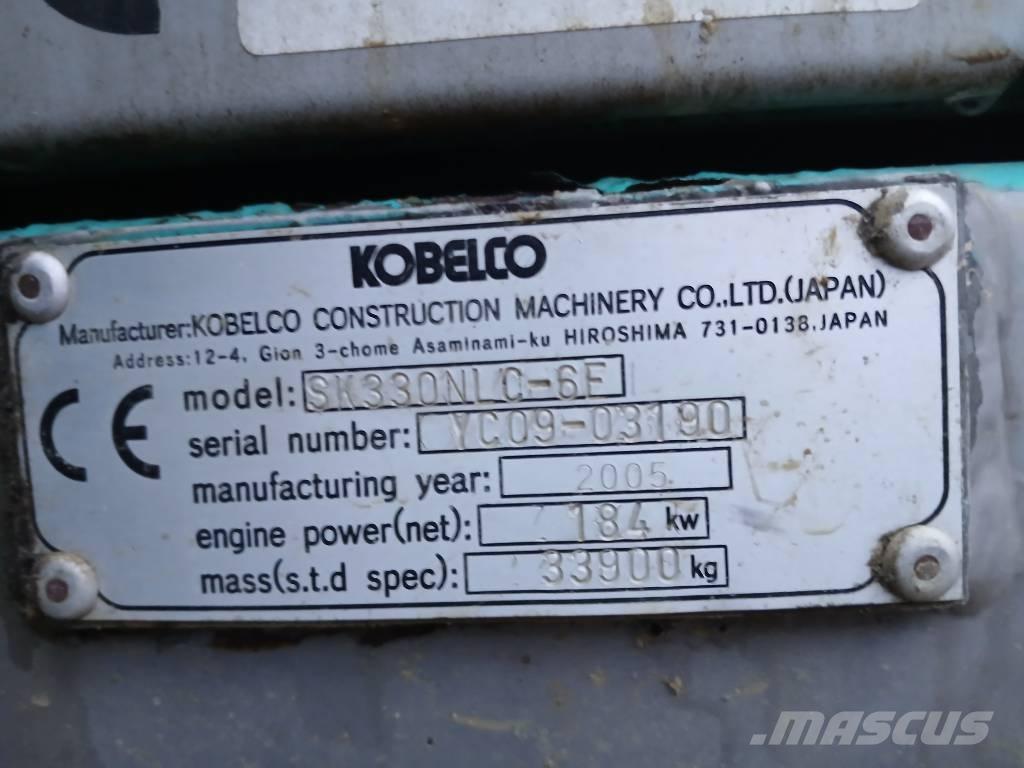 KOBELCO
Manufacturer:KOBELCO CONSTRUCTION MACHINERY CO.,LTD.(JAPAN)
Address:12-4, Gion 3-chome Asaminami-ku HIROSHIMA 731-0138,JAPAN
CE
model: SK330NLC-6E
serial number: YC09-03190
manufacturing year: 2005
engine power(net): 184 kw
mass(s.t.d spec): 33900 kg
MASCUS